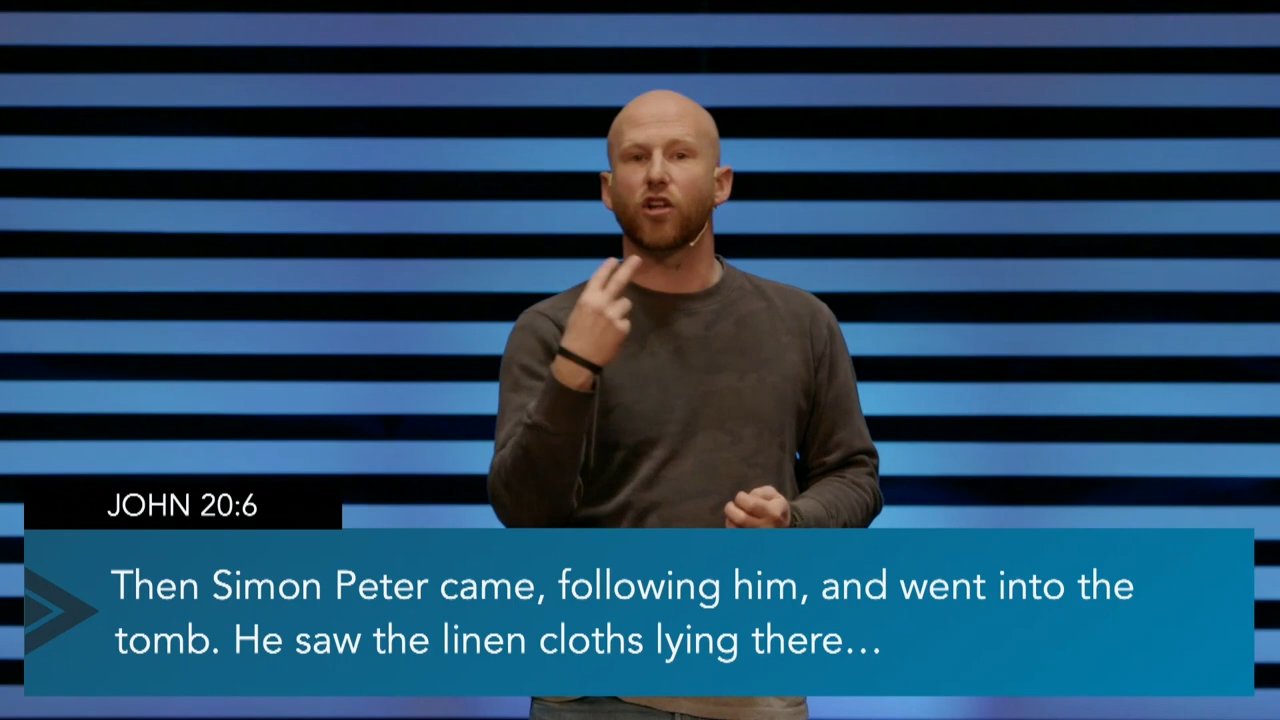 JOHN 20:6
Then Simon Peter came, following him, and went into the
tomb. He saw the linen cloths lying there…